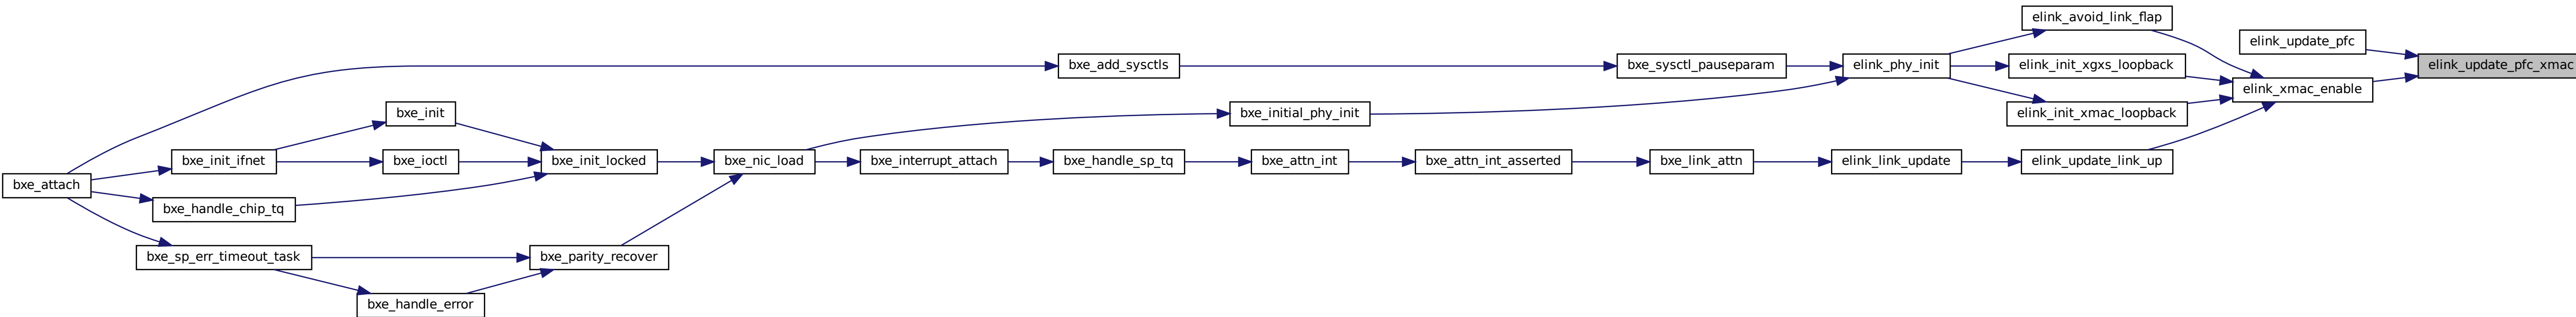 elink_avoid_link_flap
elink_update_pfc
bxe_add_sysctls
bxe_sysctl_pauseparam
elink_phy_init
elink_init_xgxs_loopback
elink_update_pfc_xmac
elink_xmac_enable
bxe_init
bxe_initial_phy_init
elink_init_xmac_loopback
bxe_init_ifnet
bxe_ioctl
bxe_init_locked
bxe_nic_load
bxe_interrupt_attach
bxe_handle_sp_tq
bxe_attn_int
bxe_attn_int_asserted
bxe_link_attn
elink_link_update
elink_update_link_up
bxe_attach
bxe_handle_chip_tq
bxe_sp_err_timeout_task
bxe_parity_recover
bxe_handle_error